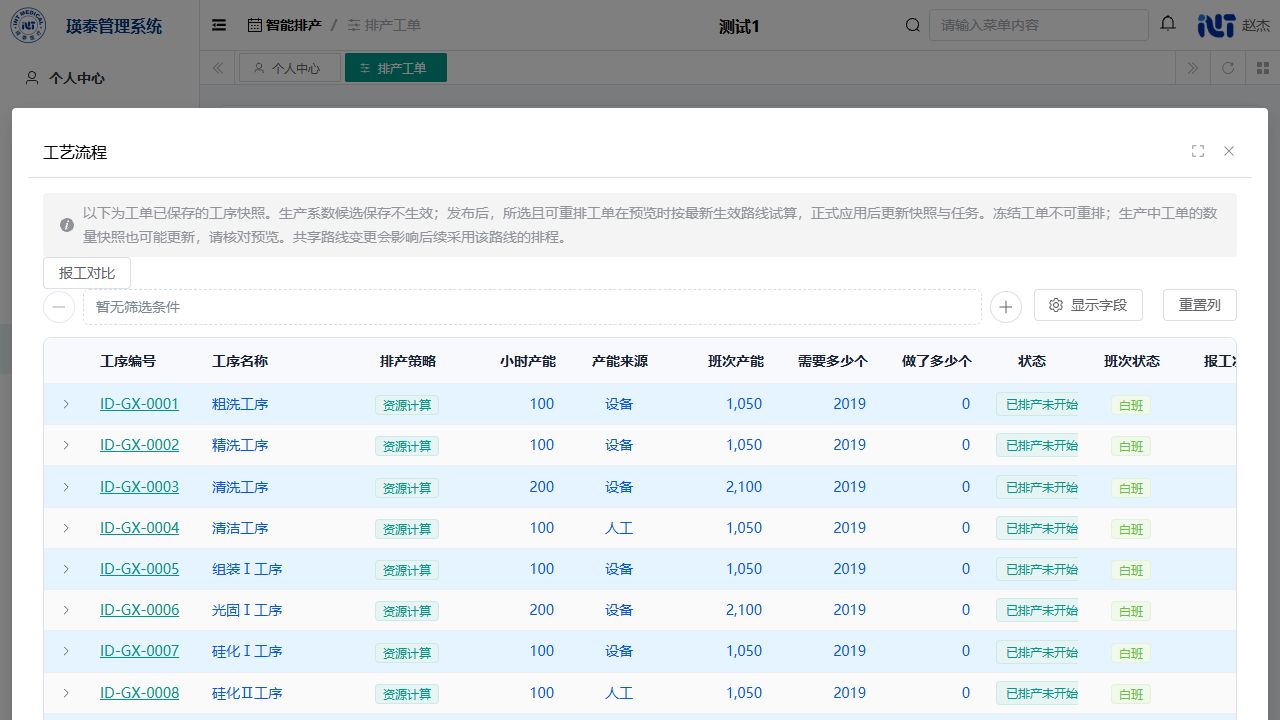 瑛泰管理系统
智能排产 / 排产工单
测试1
请输入菜单内容
赵杰
个人中心
个人中心
排产工单
工艺流程
以下为工单已保存的工序快照。生产系数候选保存不生效；发布后，所选且可重排工单在预览时按最新生效路线试算，正式应用后更新快照与任务。冻结工单不可重排；生产中工单的数
量快照也可能更新，请核对预览。共享路线变更会影响后续采用该路线的排程。
报工对比
暂无筛选条件
显示字段
重置列
工序编号 工序名称 排产策略 小时产能 产能来源 班次产能 需要多少个 做了多少个 状态 班次状态 报工
ID-GX-0001 粗洗工序 资源计算 100 设备 1,050 2019 0 已排产未开始 白班
ID-GX-0002 精洗工序 资源计算 100 设备 1,050 2019 0 已排产未开始 白班
ID-GX-0003 清洗工序 资源计算 200 设备 2,100 2019 0 已排产未开始 白班
ID-GX-0004 清洁工序 资源计算 100 人工 1,050 2019 0 已排产未开始 白班
ID-GX-0005 组装Ⅰ工序 资源计算 100 设备 1,050 2019 0 已排产未开始 白班
ID-GX-0006 光固Ⅰ工序 资源计算 200 设备 2,100 2019 0 已排产未开始 白班
ID-GX-0007 硅化Ⅰ工序 资源计算 100 设备 1,050 2019 0 已排产未开始 白班
ID-GX-0008 硅化Ⅱ工序 资源计算 100 人工 1,050 2019 0 已排产未开始 白班